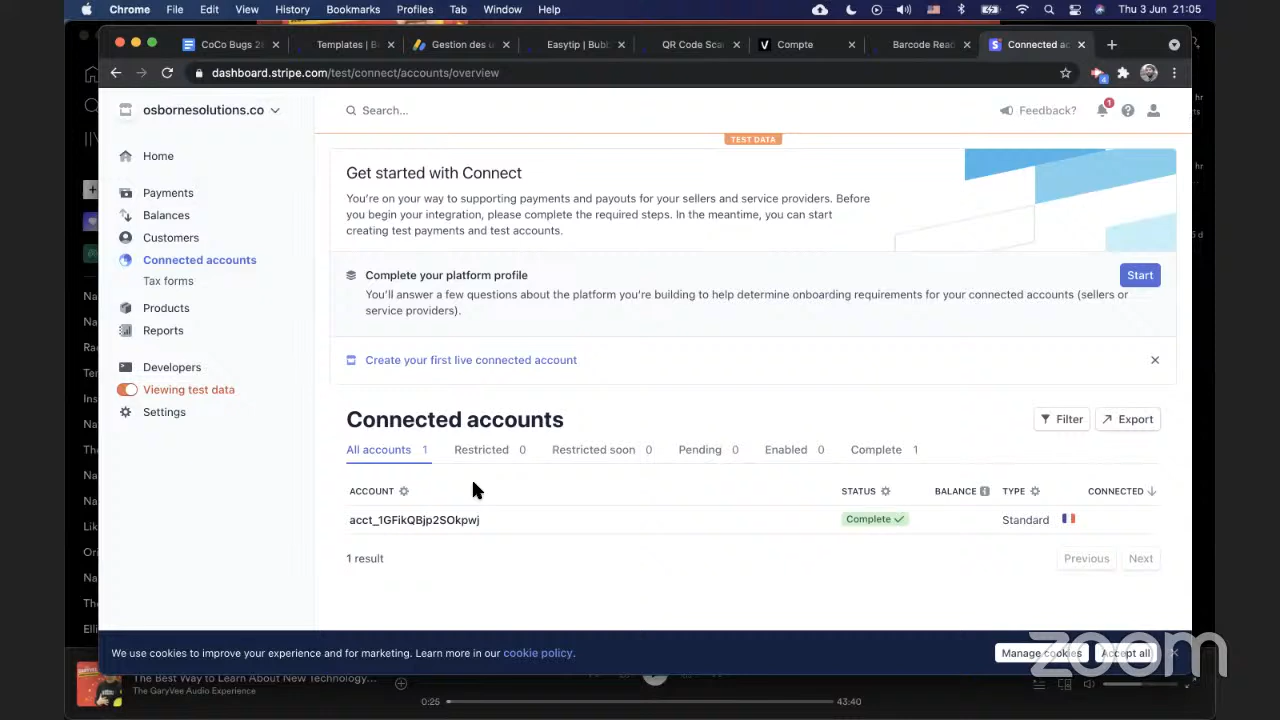 Chrome File Edit View History Bookmarks Profiles Tab Window Help Thu 3 Jun 21:05
CoCo Bugs 2 Templates | B Gestion des u Easytip | Bub QR Code Sca Compte Barcode Rea Connected a
dashboard.stripe.com/test/connect/accounts/overview
osbornesolutions.co
Search...
Feedback?
1
TEST DATA
Home
Payments
Balances
Customers
Connected accounts
Tax forms
Products
Reports
Developers
Viewing test data
Settings
Get started with Connect
You're on your way to supporting payments and payouts for your sellers and service providers. Before
you begin your integration, please complete the required steps. In the meantime, you can start
creating test payments and test accounts.
Complete your platform profile
Start
You'll answer a few questions about the platform you're building to help determine onboarding requirements for your connected accounts (sellers or
service providers).
Create your first live connected account
Connected accounts
Filter Export
All accounts 1 Restricted 0 Restricted soon 0 Pending 0 Enabled 0 Complete 1
ACCOUNT STATUS BALANCE TYPE CONNECTED
acct_1GFikQBjp2SOkpwj Complete Standard
1 result
Previous Next
We use cookies to improve your experience and for marketing. Learn more in our cookie policy.
Manage cookies Accept all
zoom
The Best Way to Learn About New Technology...
The GaryVee Audio Experience
0:25 43:40